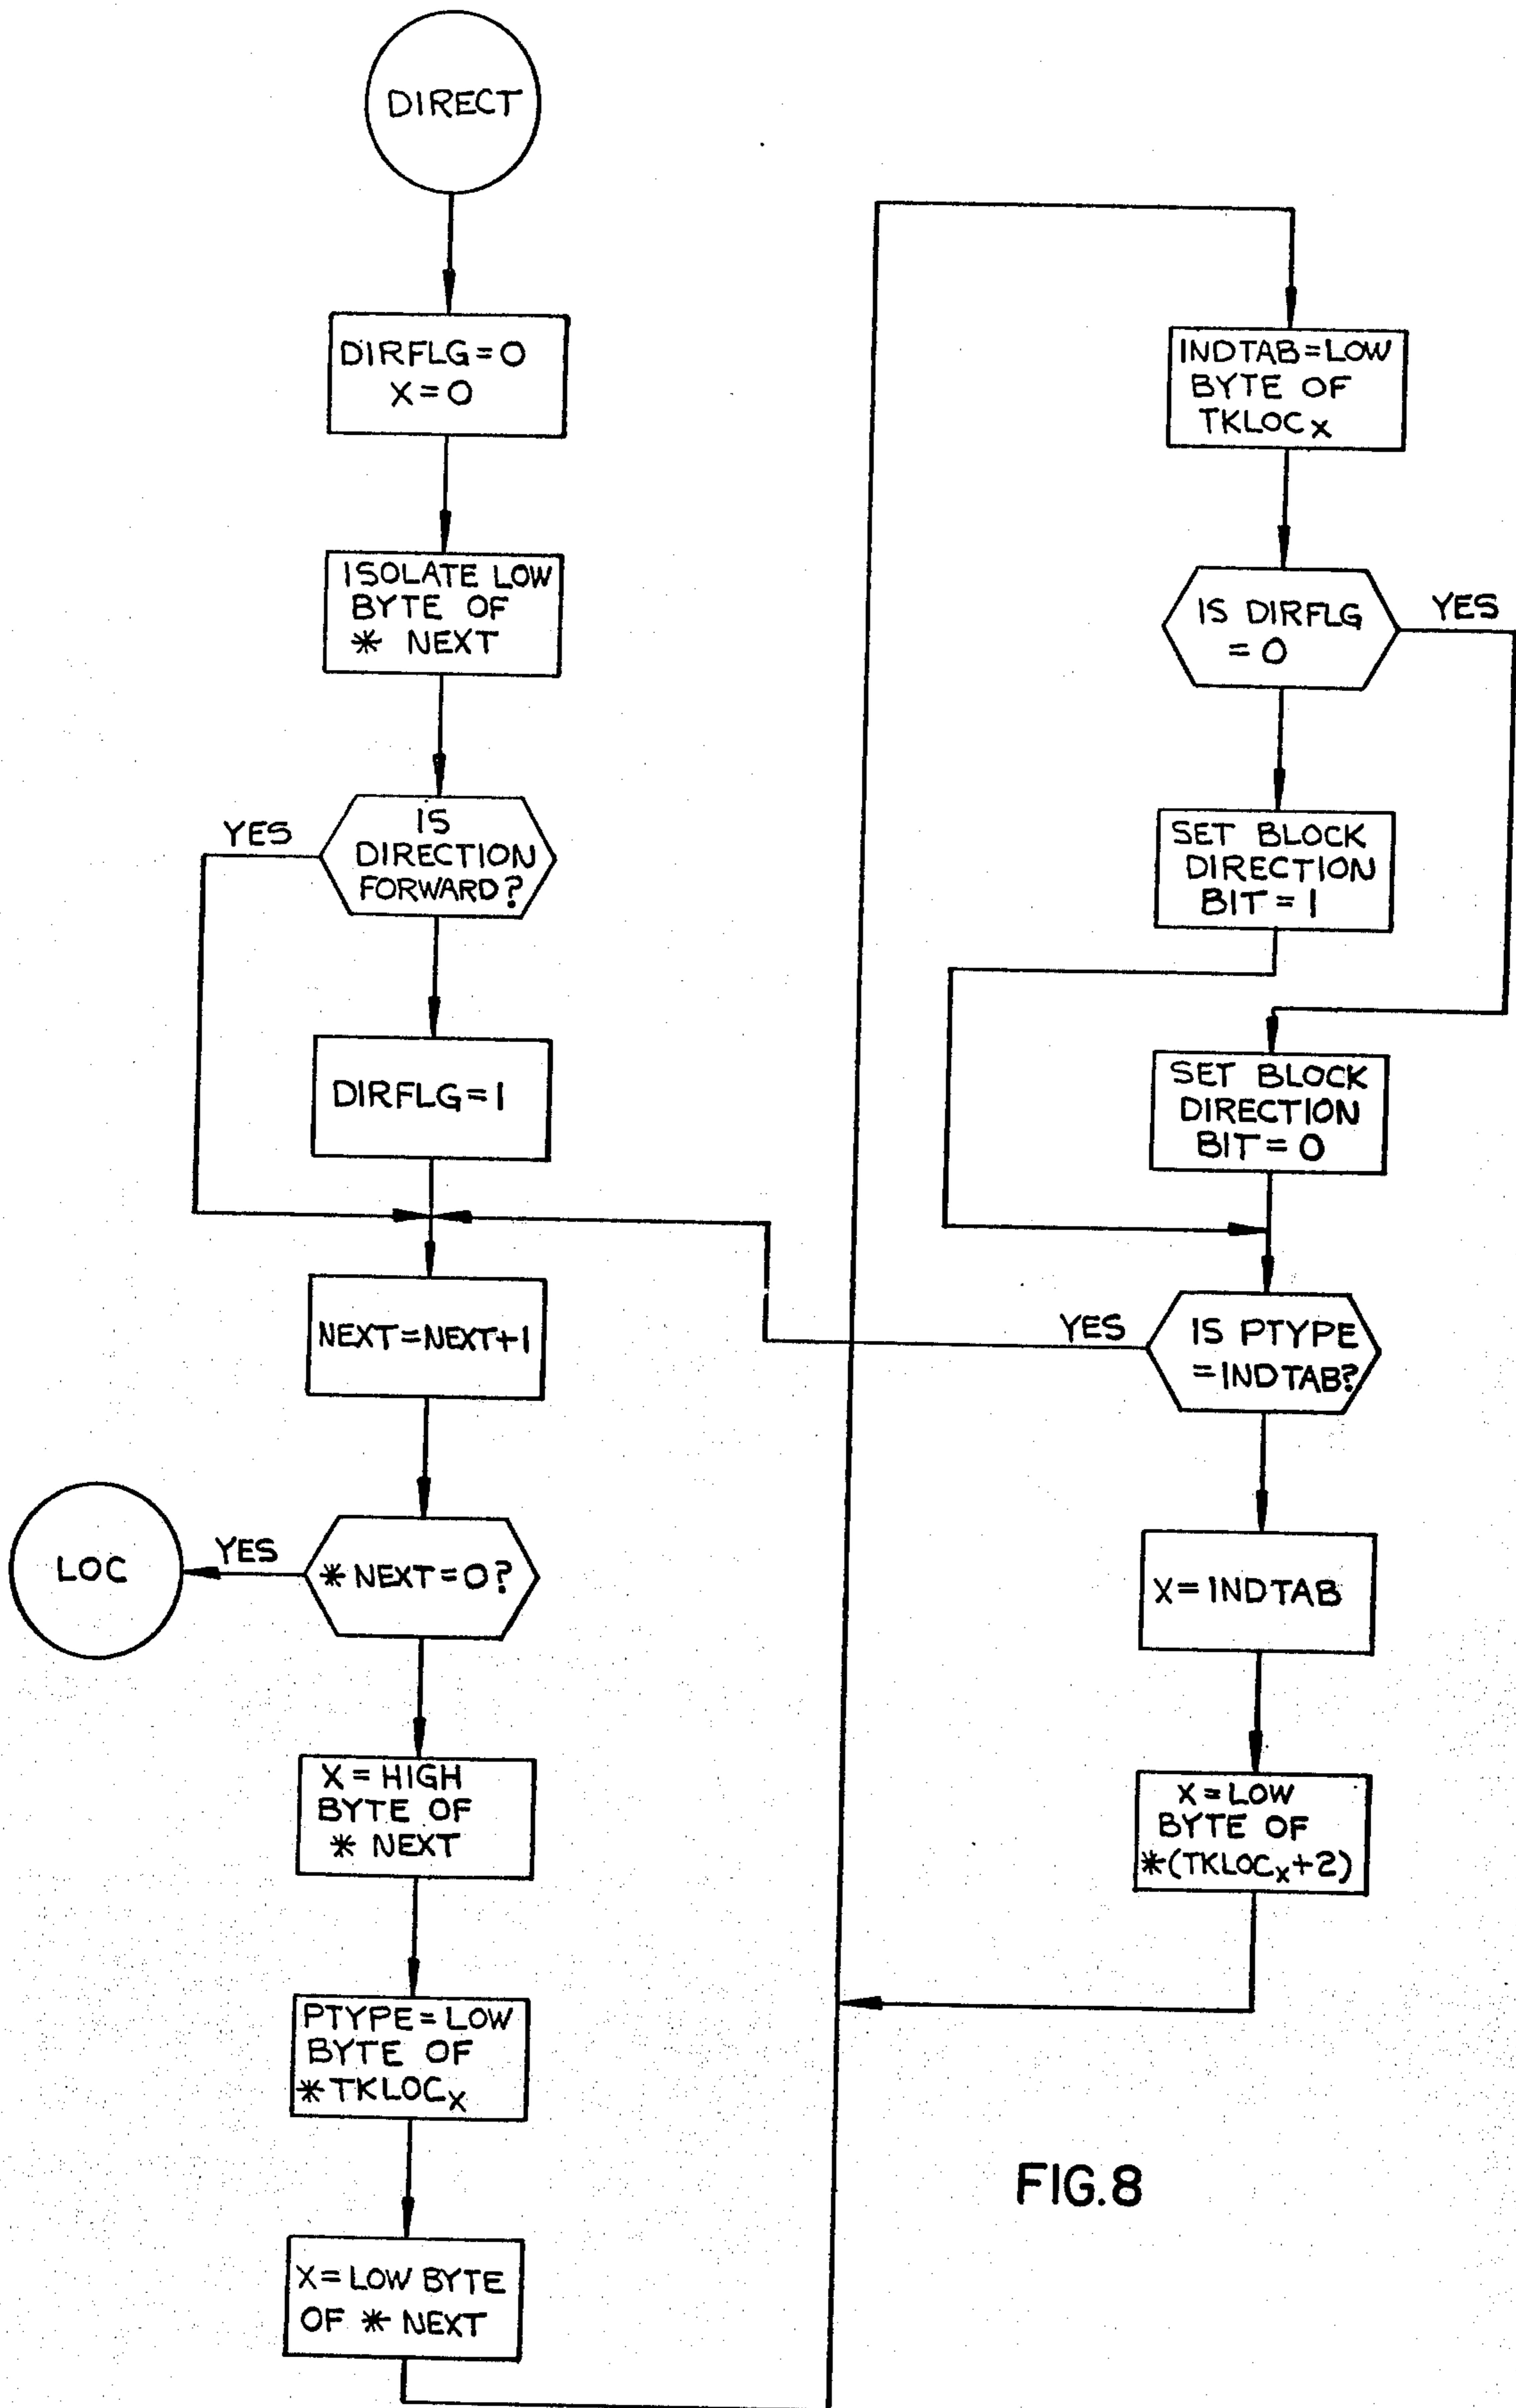 DIRECT
DIRFLG=0
X=0
ISOLATE LOW
BYTE OF
* NEXT
YES
IS
DIRECTION
FORWARD?
DIRFLG=1
NEXT=NEXT+1
LOC
YES
* NEXT=0?
X=HIGH
BYTE OF
* NEXT
PTYPE=LOW
BYTE OF
*TKLOCX
X=LOW BYTE
OF * NEXT
INDTAB=LOW
BYTE OF
TKLOCX
IS DIRFLG
=0
YES
SET BLOCK
DIRECTION
BIT=1
SET BLOCK
DIRECTION
BIT=0
YES
IS PTYPE
=INDTAB?
X=INDTAB
X=LOW
BYTE OF
*(TKLOCX+2)
FIG.8